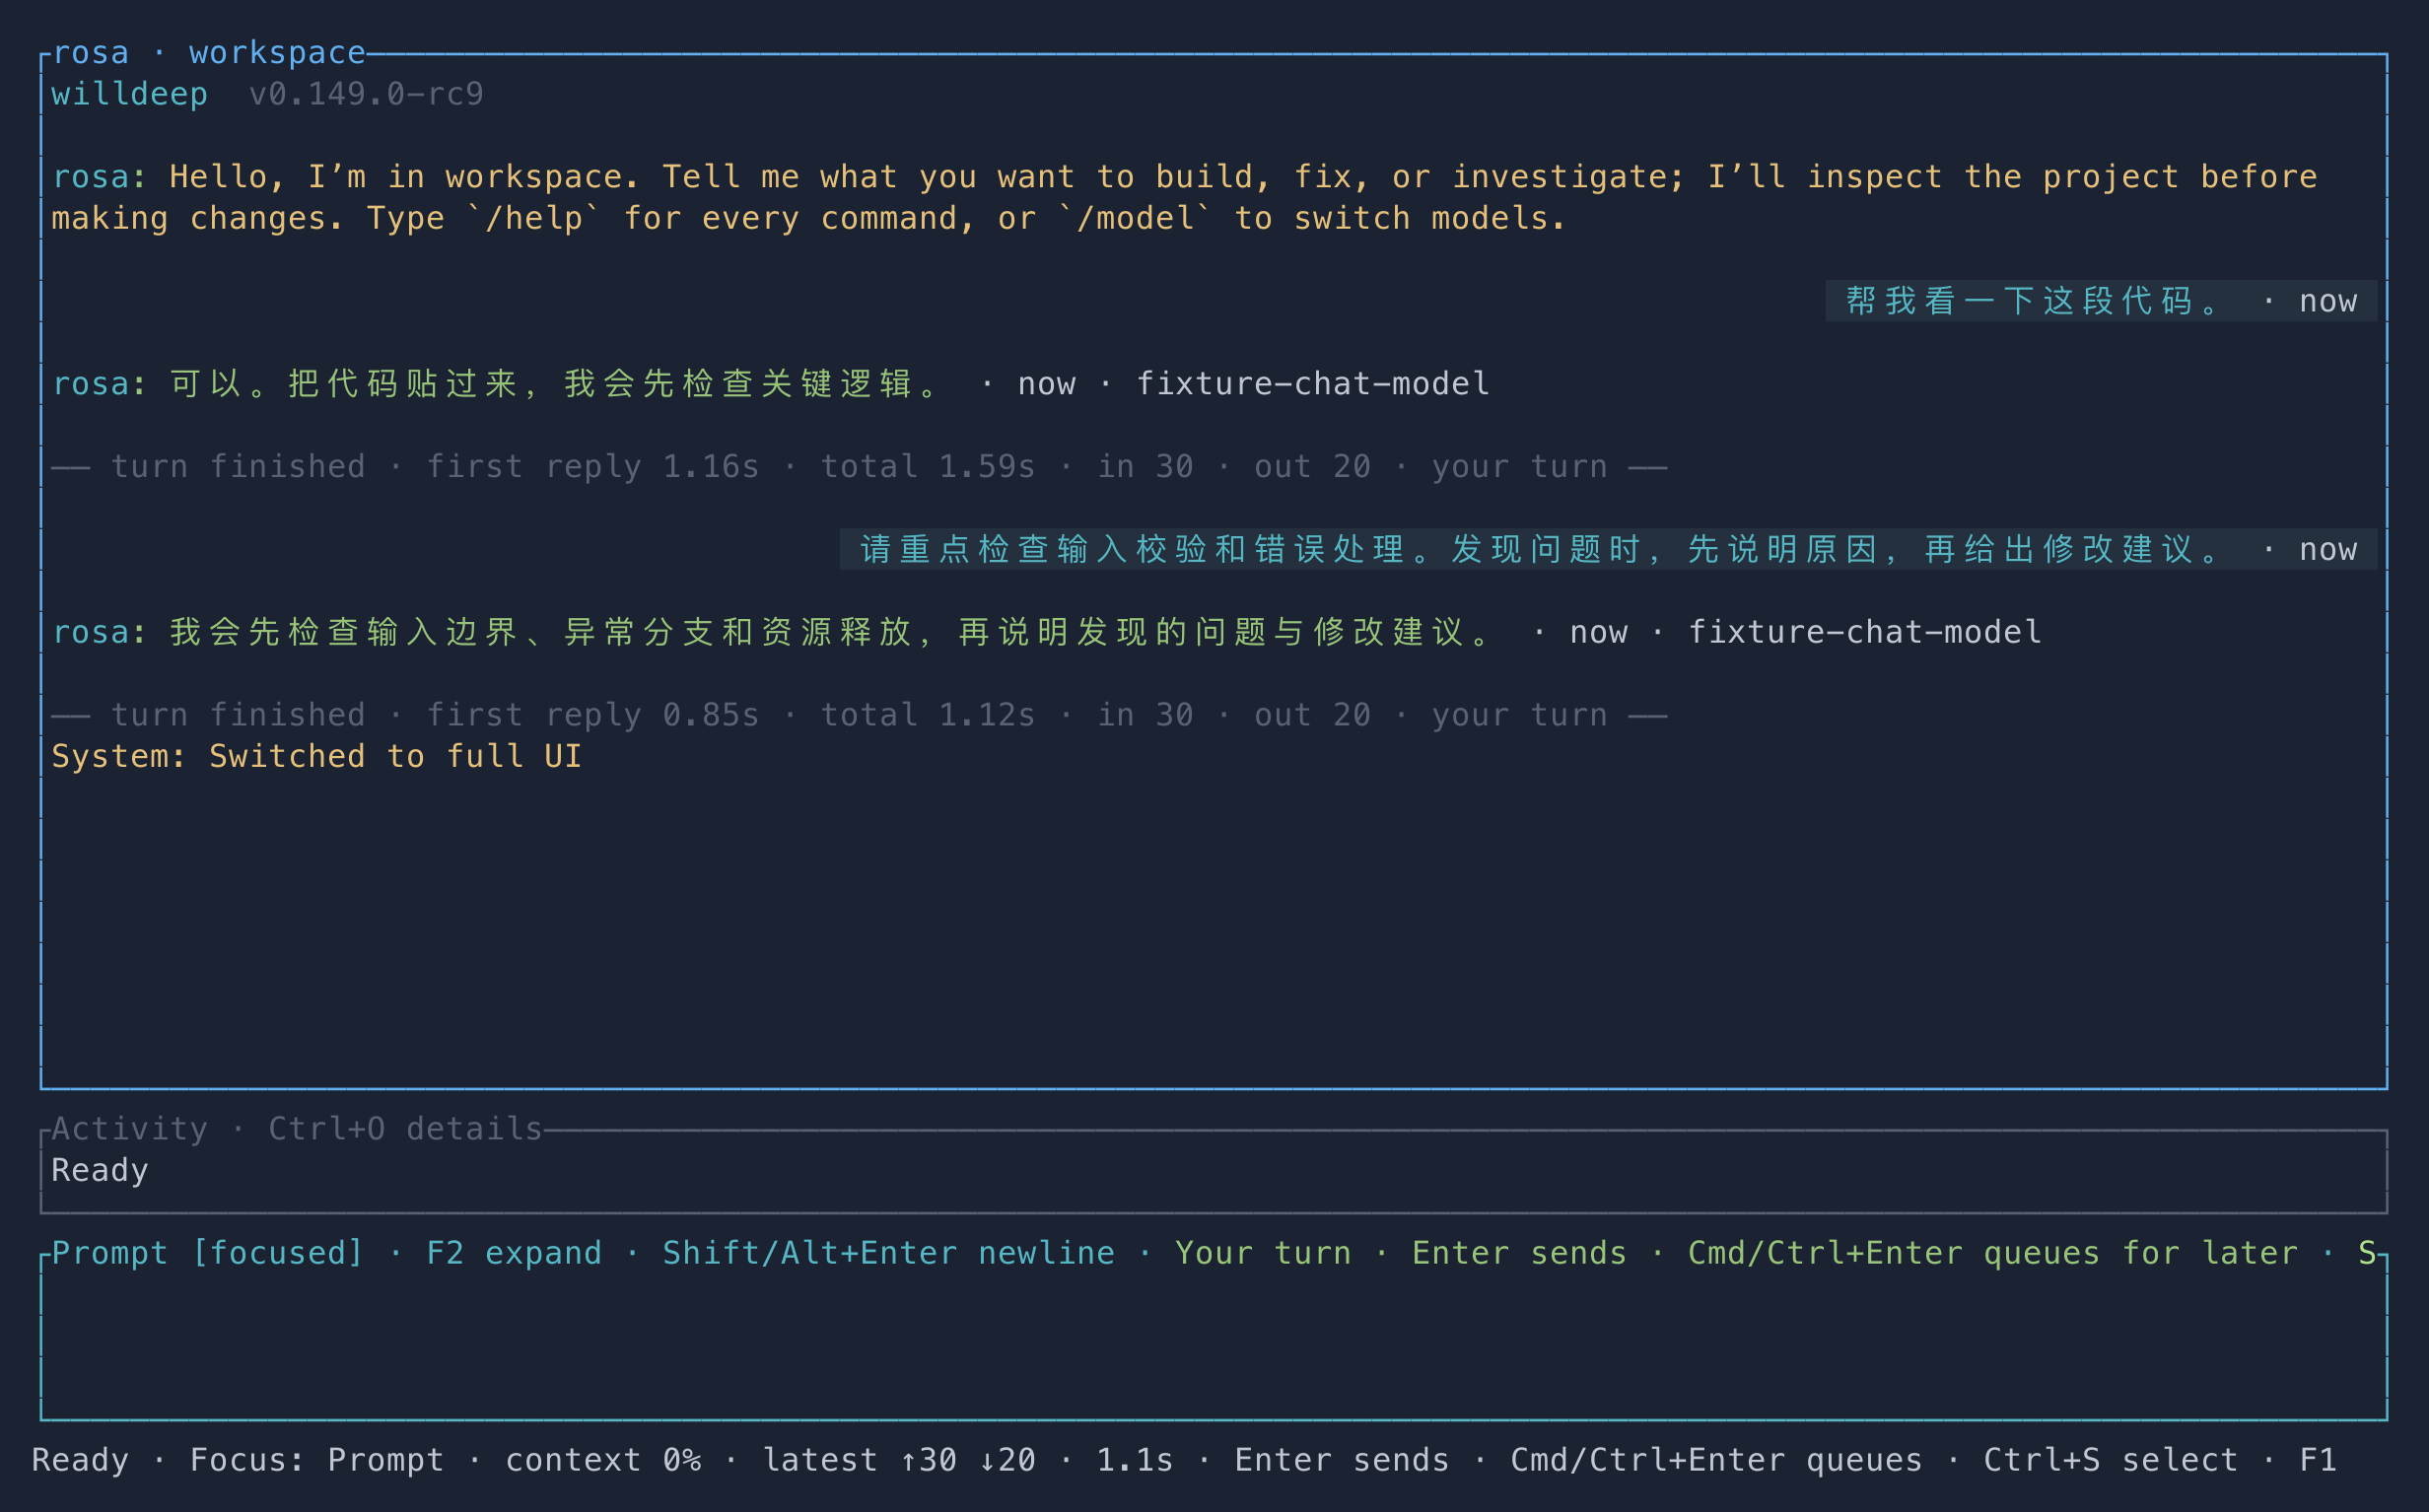 rosa · workspace
willdeep  v0.149.0-rc9
rosa: Hello, I’m in workspace. Tell me what you want to build, fix, or investigate; I’ll inspect the project before
making changes. Type `/help` for every command, or `/model` to switch models.
帮我看一下这段代码。 · now
rosa: 可以。把代码贴过来，我会先检查关键逻辑。 · now · fixture-chat-model
—— turn finished · first reply 1.16s · total 1.59s · in 30 · out 20 · your turn ——
请重点检查输入校验和错误处理。发现问题时，先说明原因，再给出修改建议。 · now
rosa: 我会先检查输入边界、异常分支和资源释放，再说明发现的问题与修改建议。 · now · fixture-chat-model
—— turn finished · first reply 0.85s · total 1.12s · in 30 · out 20 · your turn ——
System: Switched to full UI
Activity · Ctrl+O details
Ready
Prompt [focused] · F2 expand · Shift/Alt+Enter newline · Your turn · Enter sends · Cmd/Ctrl+Enter queues for later · S
Ready · Focus: Prompt · context 0% · latest ↑30 ↓20 · 1.1s · Enter sends · Cmd/Ctrl+Enter queues · Ctrl+S select · F1